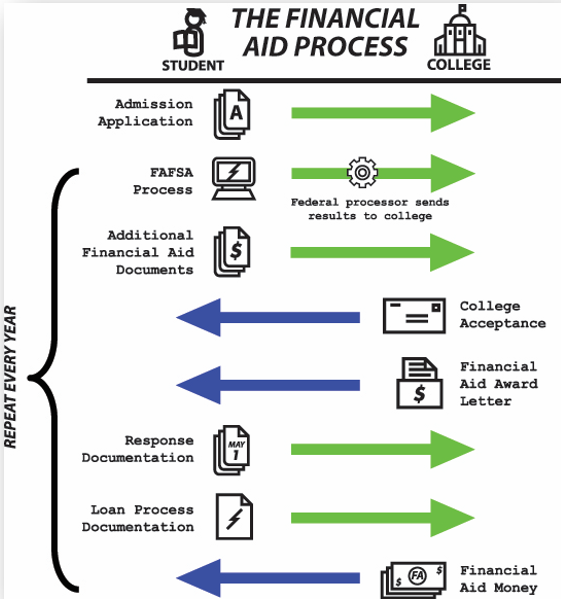 THE FINANCIAL
AID PROCESS
STUDENT
COLLEGE
Admission
Application
A
FAFSA
Process
Federal processor sends
results to college
Additional
Financial Aid
Documents
$
College
Acceptance
REPEAT EVERY YEAR
Financial
Aid Award
Letter
$
Response
Documentation
MAY
1
Loan Process
Documentation
$ FA $
Financial
Aid Money